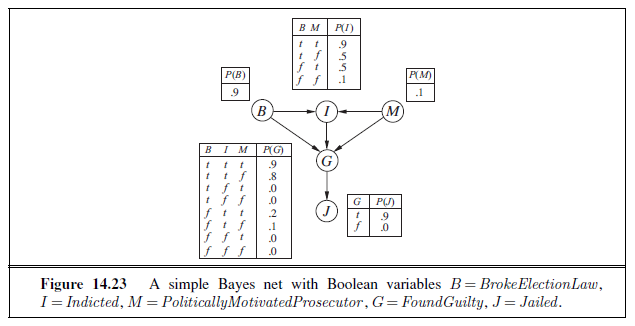 B M P(I)
t t .9
t f .5
f t .5
f f .1
P(B)
.9
P(M)
.1
B
I
M
B I M P(G)
t t t .9
t t f .8
t f t .0
t f f .0
f t t .2
f t f .1
f f t .0
f f f .0
G
G P(J)
t .9
f .0
J
Figure 14.23 A simple Bayes net with Boolean variables B = BrokeElectionLaw,
I = Indicted, M = PoliticallyMotivatedProsecutor, G = FoundGuilty, J = Jailed.